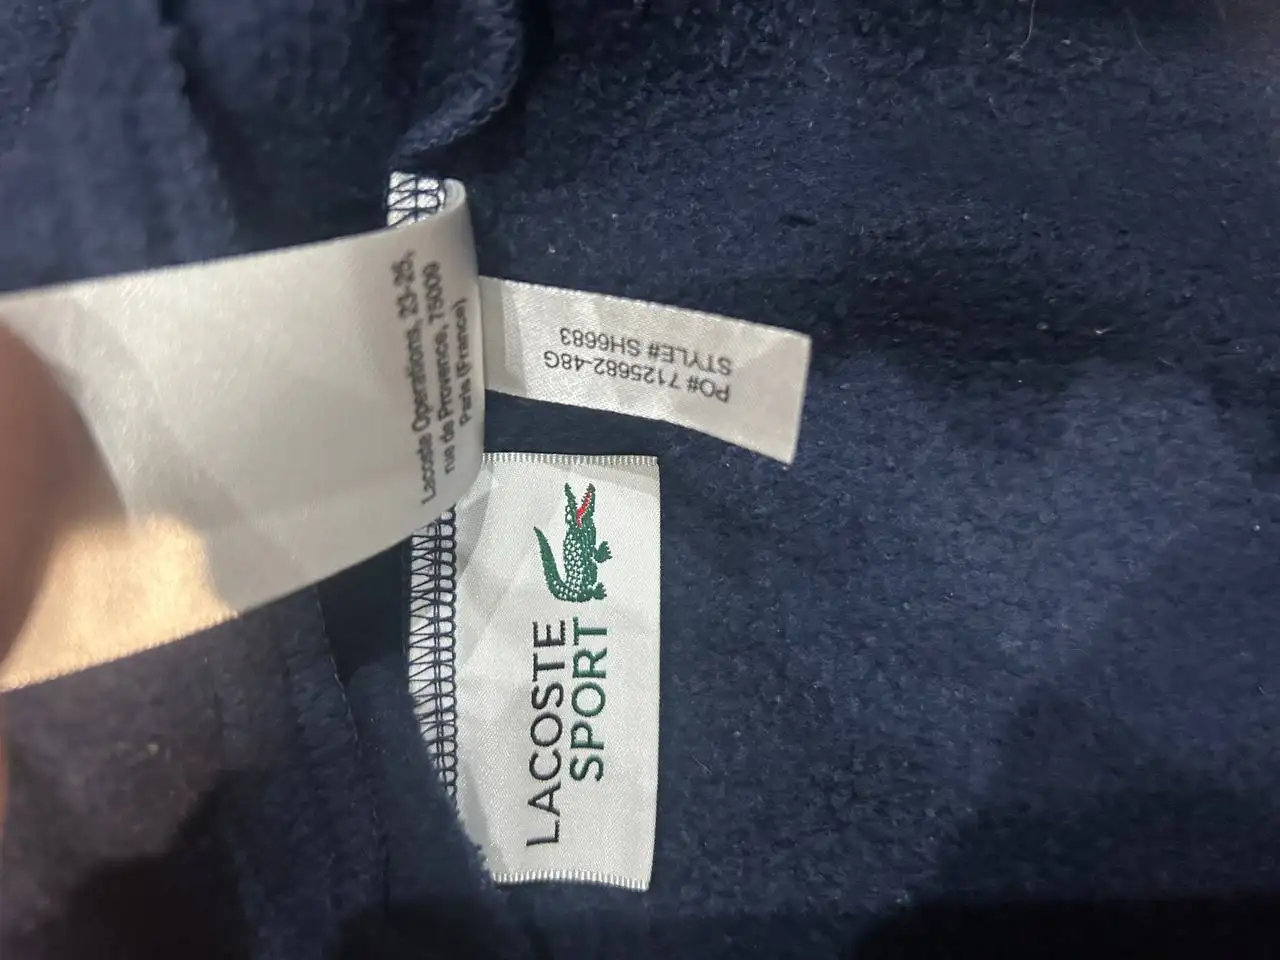 Lacoste Operations, 23-25,
rue de Provence, 75009
Paris (France)
PO# 7125682-48G
STYLE# SH6683
LACOSTE
SPORT